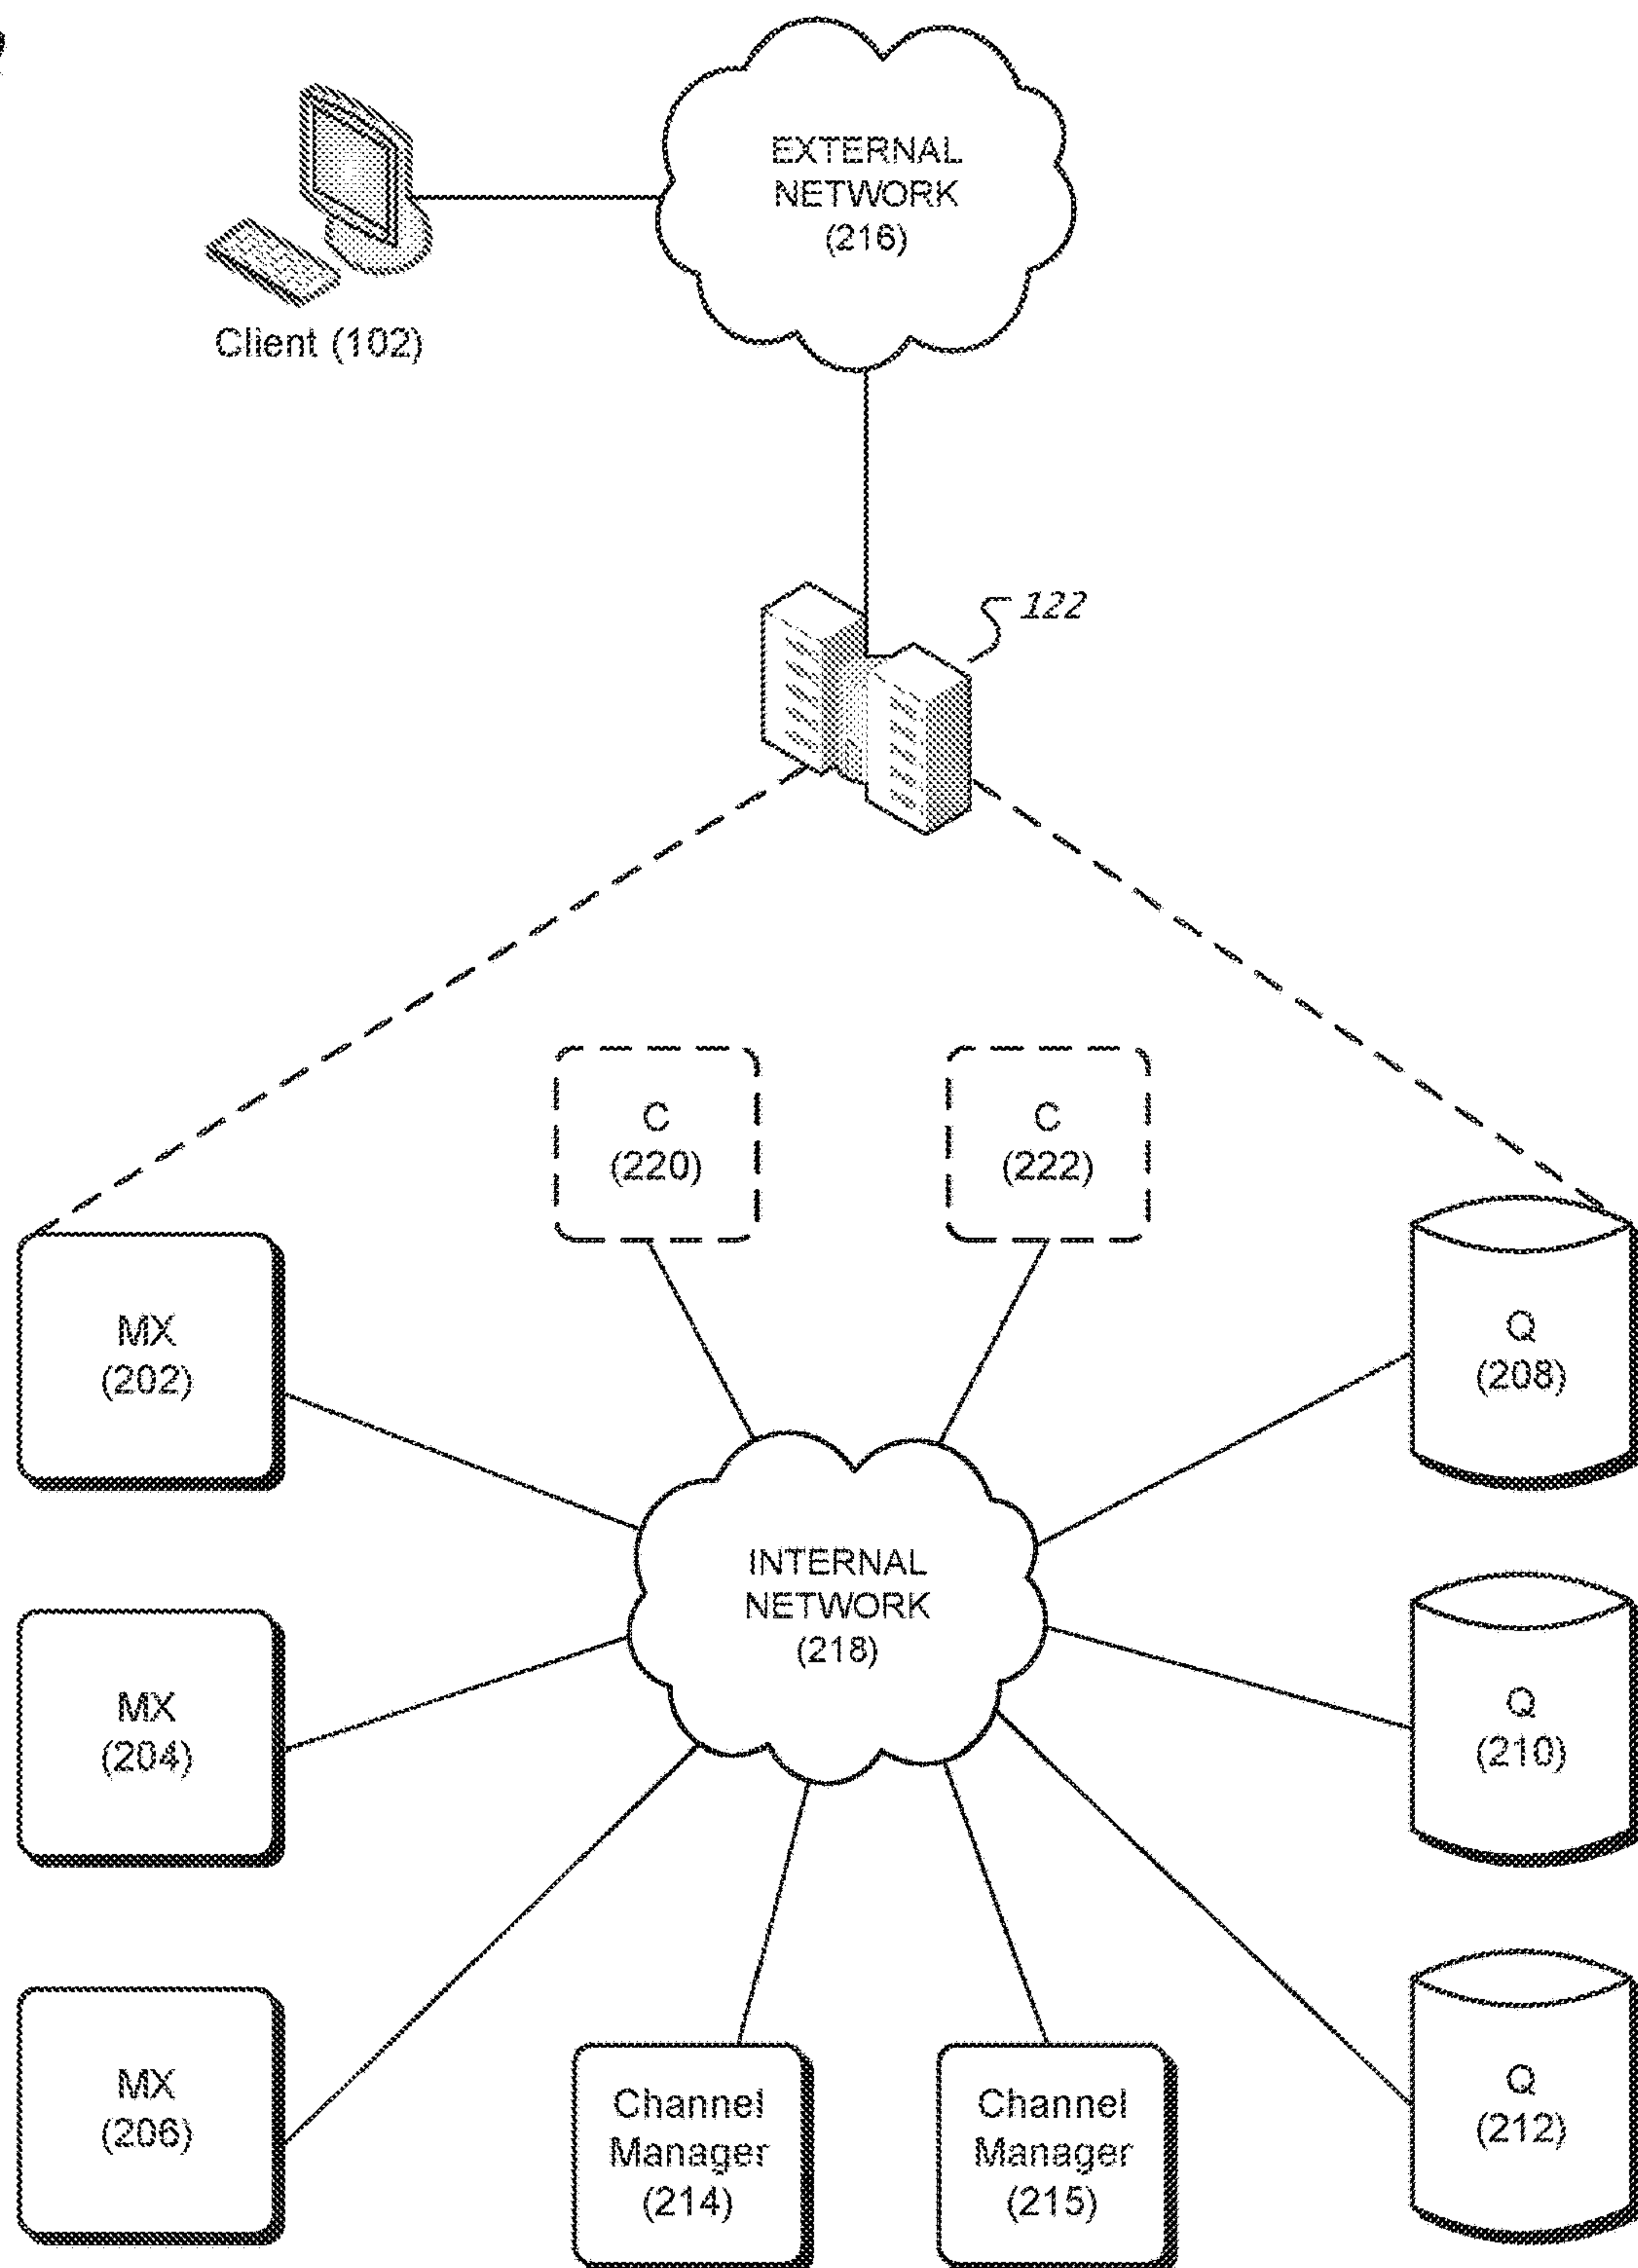 EXTERNAL
NETWORK
(216)
Client (102)
122
C
(220)
C
(222)
MX
(202)
Q
(208)
INTERNAL
NETWORK
(218)
MX
(204)
Q
(210)
MX
(206)
Channel
Manager
(214)
Channel
Manager
(215)
Q
(212)